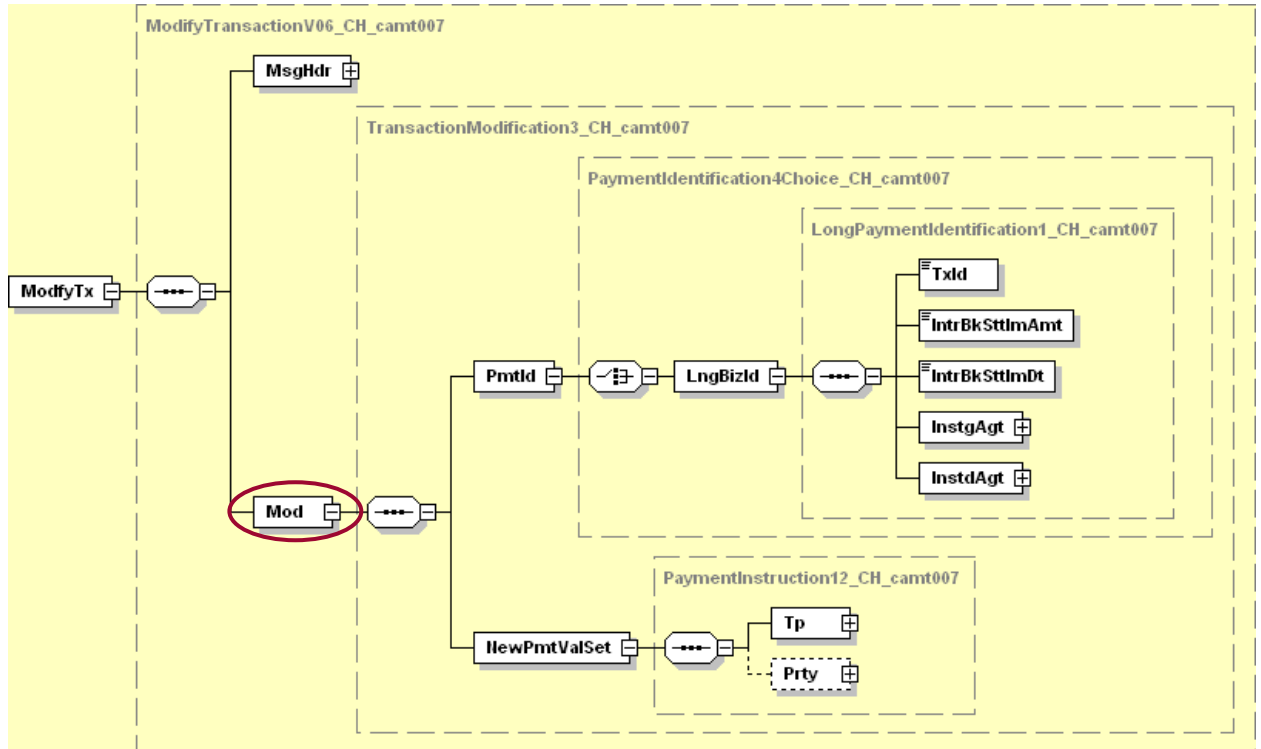 ModifyTransactionV06_CH_camt007
MsgHdr
TransactionModification3_CH_camt007
PaymentIdentification4Choice_CH_camt007
LongPaymentIdentification1_CH_camt007
TxId
ModfyTx
IntrBkSttlmAmt
PmtId
LngBizId
IntrBkSttlmDt
InstgAgt
InstdAgt
Mod
PaymentInstruction12_CH_camt007
Tp
NewPmtValSet
Prty